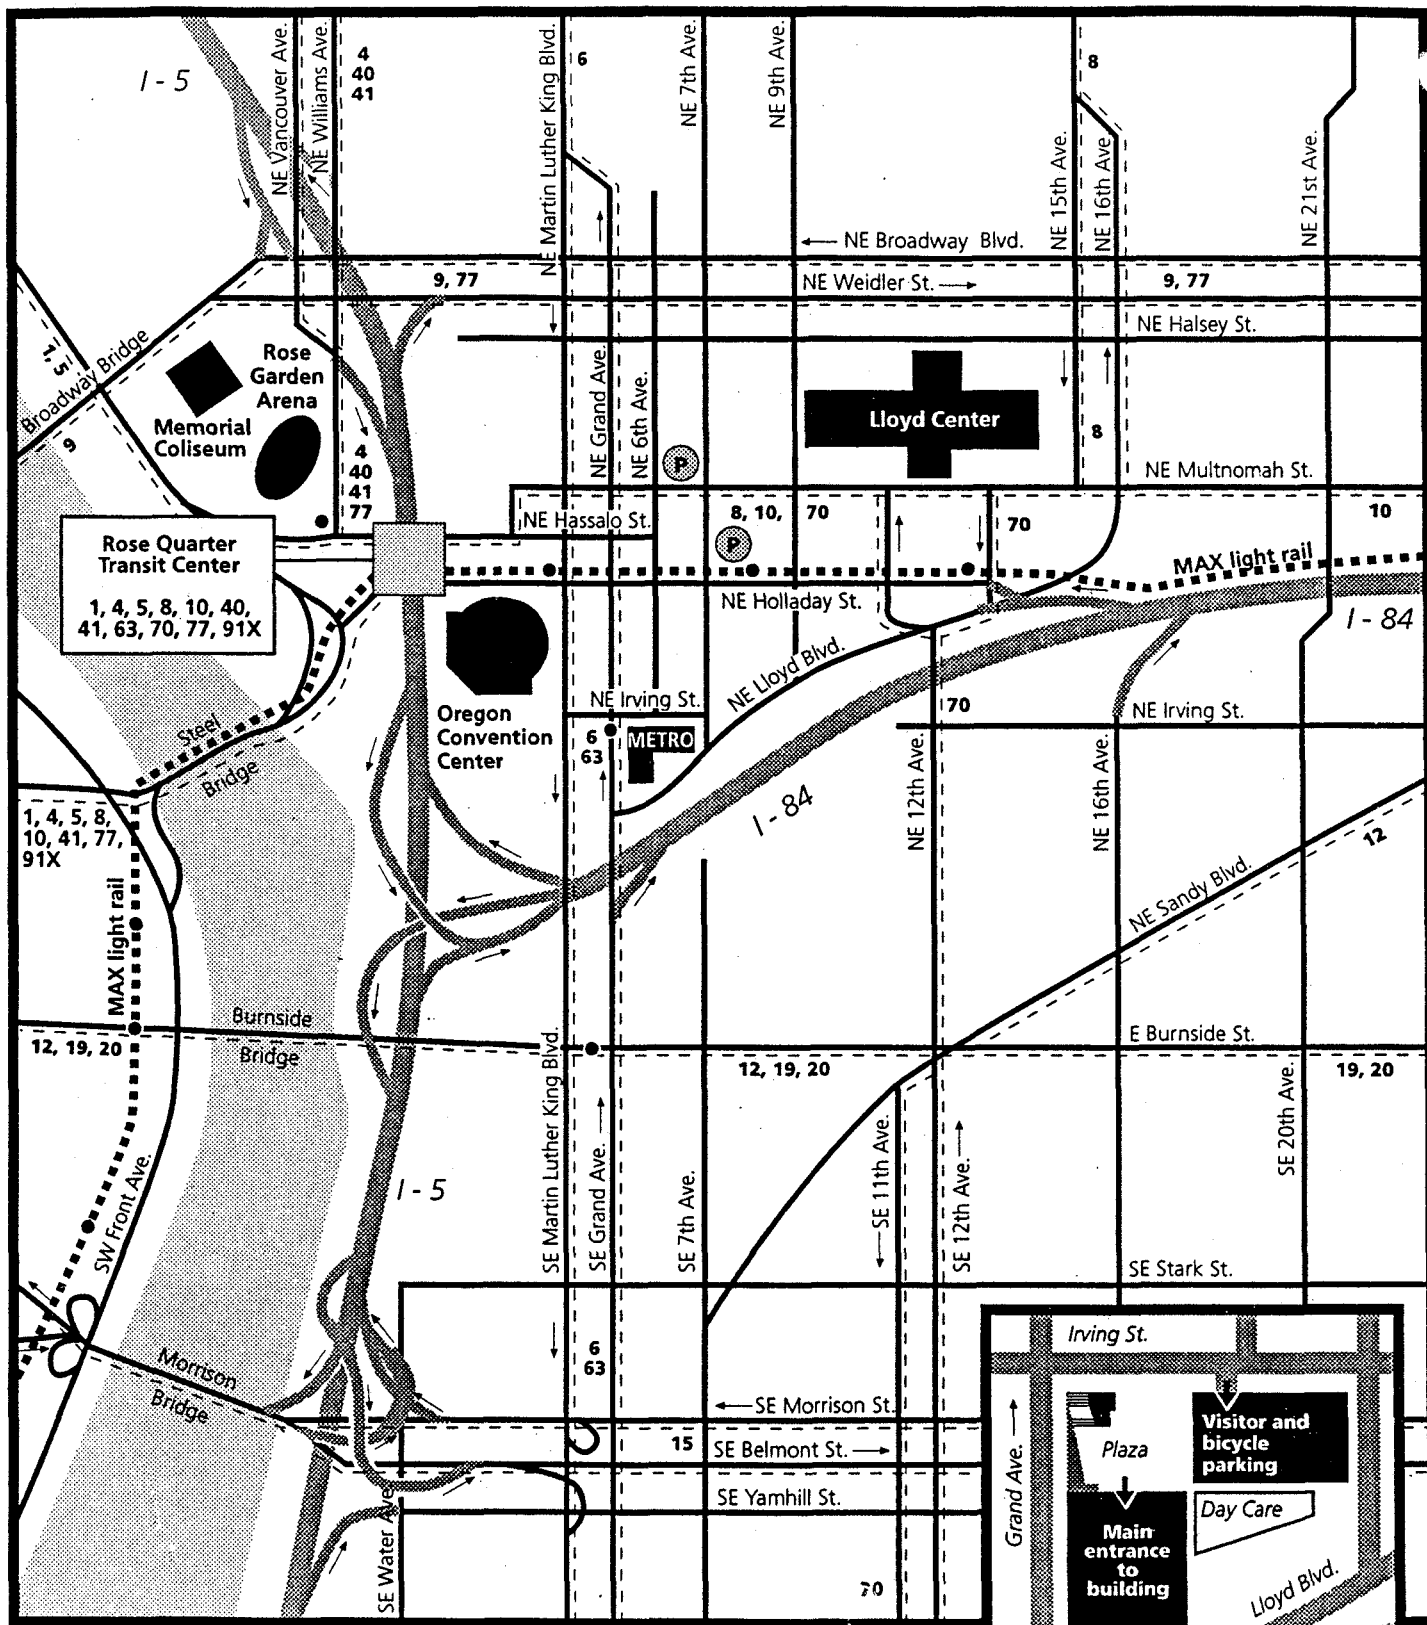 I - 5
NE Vancouver Ave.
NE Williams Ave.
4
40
41
NE Martin Luther King Blvd.
6
NE 7th Ave.
NE 9th Ave.
8
NE 15th Ave.
NE 16th Ave.
NE 21st Ave.
NE Broadway Blvd.
9, 77
NE Weidler St.
9, 77
NE Halsey St.
1, 5
Broadway Bridge
9
Rose
Garden
Arena
Memorial
Coliseum
4
40
41
77
NE Grand Ave.
NE 6th Ave.
P
Lloyd Center
8
NE Multnomah St.
NE Hassalo St.
8, 10, 70
P
70
10
MAX light rail
Rose Quarter
Transit Center
1, 4, 5, 8, 10, 40,
41, 63, 70, 77, 91X
NE Holladay St.
I - 84
NE Lloyd Blvd.
Steel
Bridge
Oregon
Convention
Center
NE Irving St.
6
63
METRO
70
NE Irving St.
1, 4, 5, 8,
10, 41, 77,
91X
I - 84
NE 12th Ave.
NE 16th Ave.
12
NE Sandy Blvd.
MAX light rail
Burnside
Bridge
12, 19, 20
SE Martin Luther King Blvd.
12, 19, 20
E Burnside St.
19, 20
SE Grand Ave.
SE 7th Ave.
SE 11th Ave.
SE 12th Ave.
SE 20th Ave.
I - 5
SW Front Ave.
SE Stark St.
Morrison
Bridge
6
63
SE Morrison St.
15
SE Belmont St.
SE Yamhill St.
SE Water Ave.
70
Irving St.
Grand Ave.
Plaza
Visitor and
bicycle
parking
Day Care
Main
entrance
to
building
Lloyd Blvd.